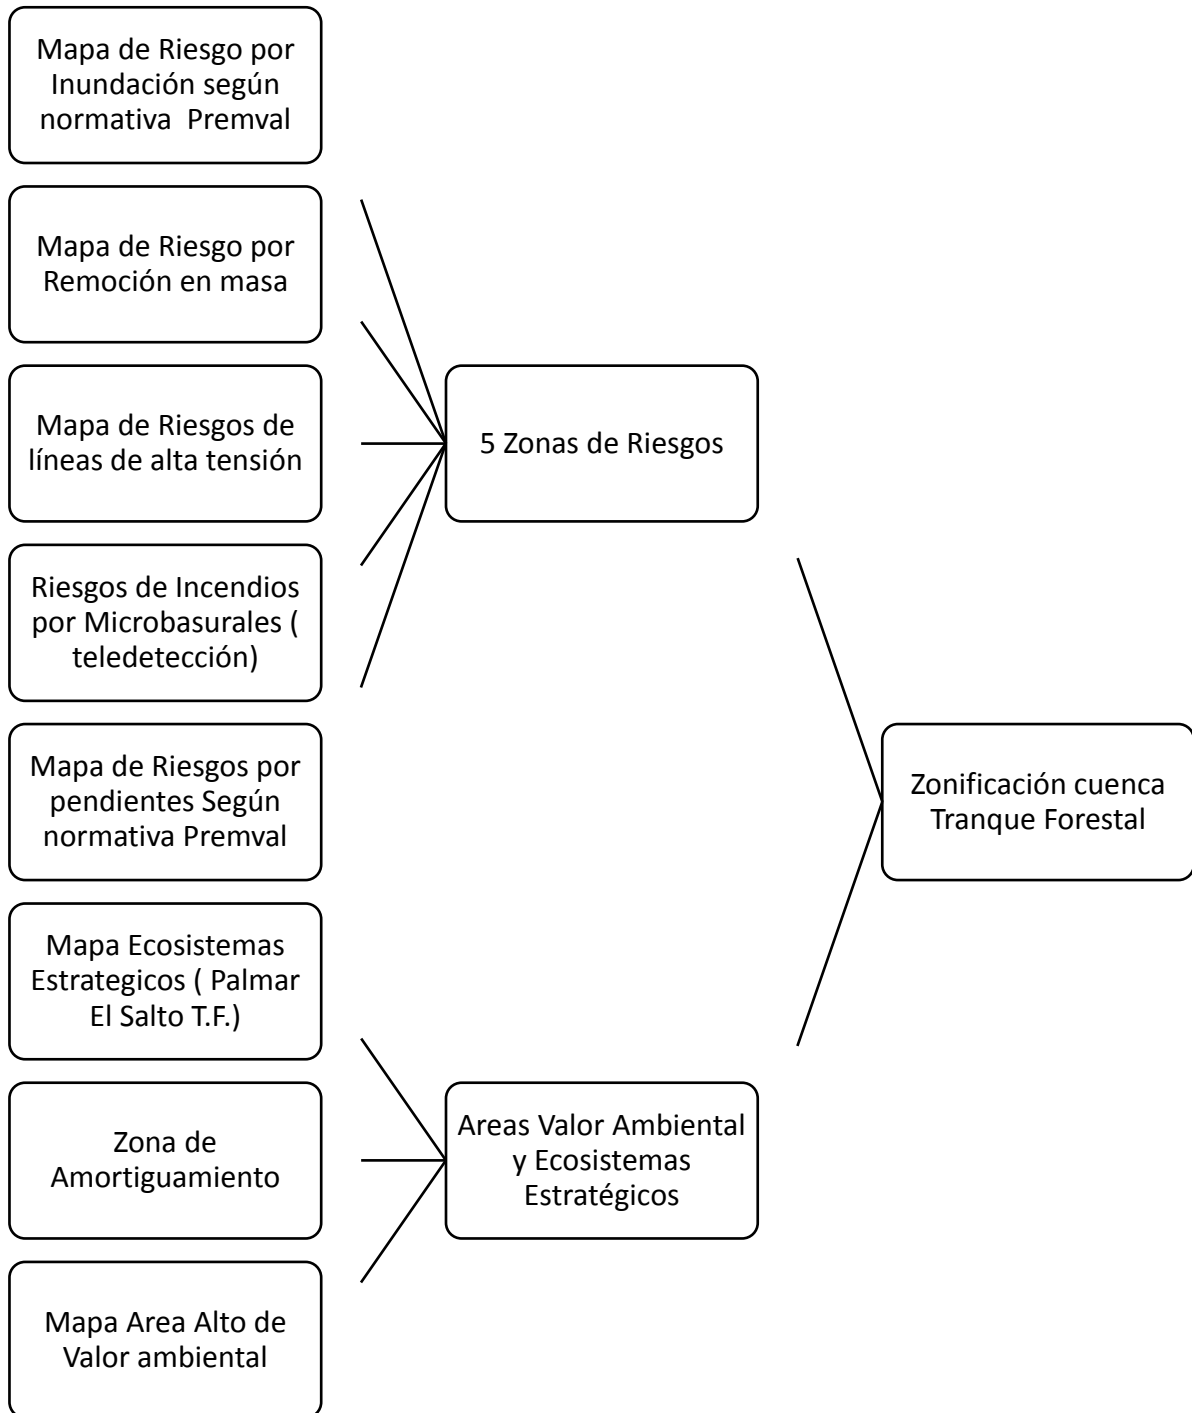 Mapa de Riesgo por
Inundación según
normativa Premval
Mapa de Riesgo por
Remoción en masa
Mapa de Riesgos de
líneas de alta tensión
Riesgos de Incendios
por Microbasurales (
teledetección)
Mapa de Riesgos por
pendientes Según
normativa Premval
Mapa Ecosistemas
Estrategicos ( Palmar
El Salto T.F.)
Zona de
Amortiguamiento
Mapa Area Alto de
Valor ambiental
5 Zonas de Riesgos
Areas Valor Ambiental
y Ecosistemas
Estratégicos
Zonificación cuenca
Tranque Forestal